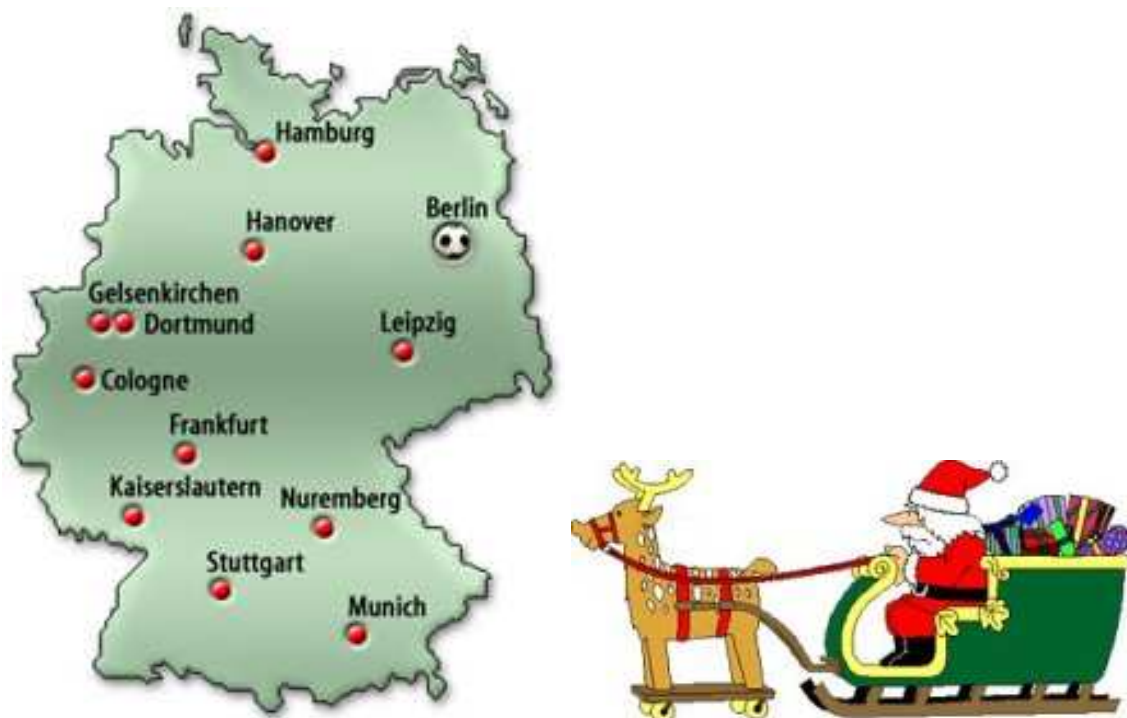 Hamburg
Berlin
Hanover
Gelsenkirchen
Dortmund
Leipzig
Cologne
Frankfurt
Kaiserslautern
Nuremberg
Stuttgart
Munich